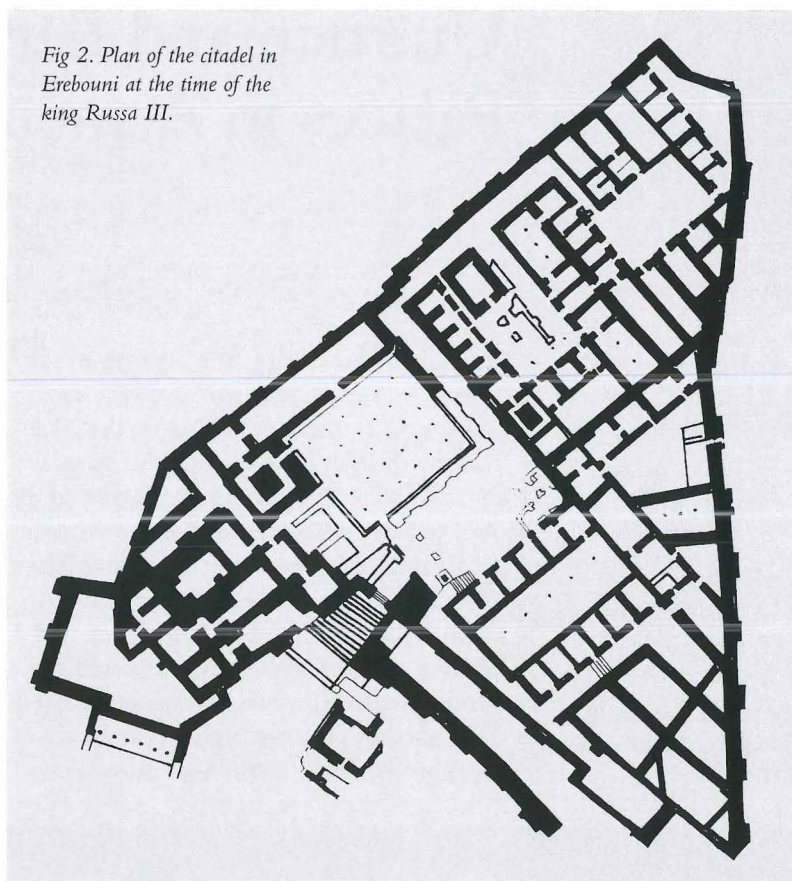 Fig 2. Plan of the citadel in
Erebouni at the time of the
king Russa III.